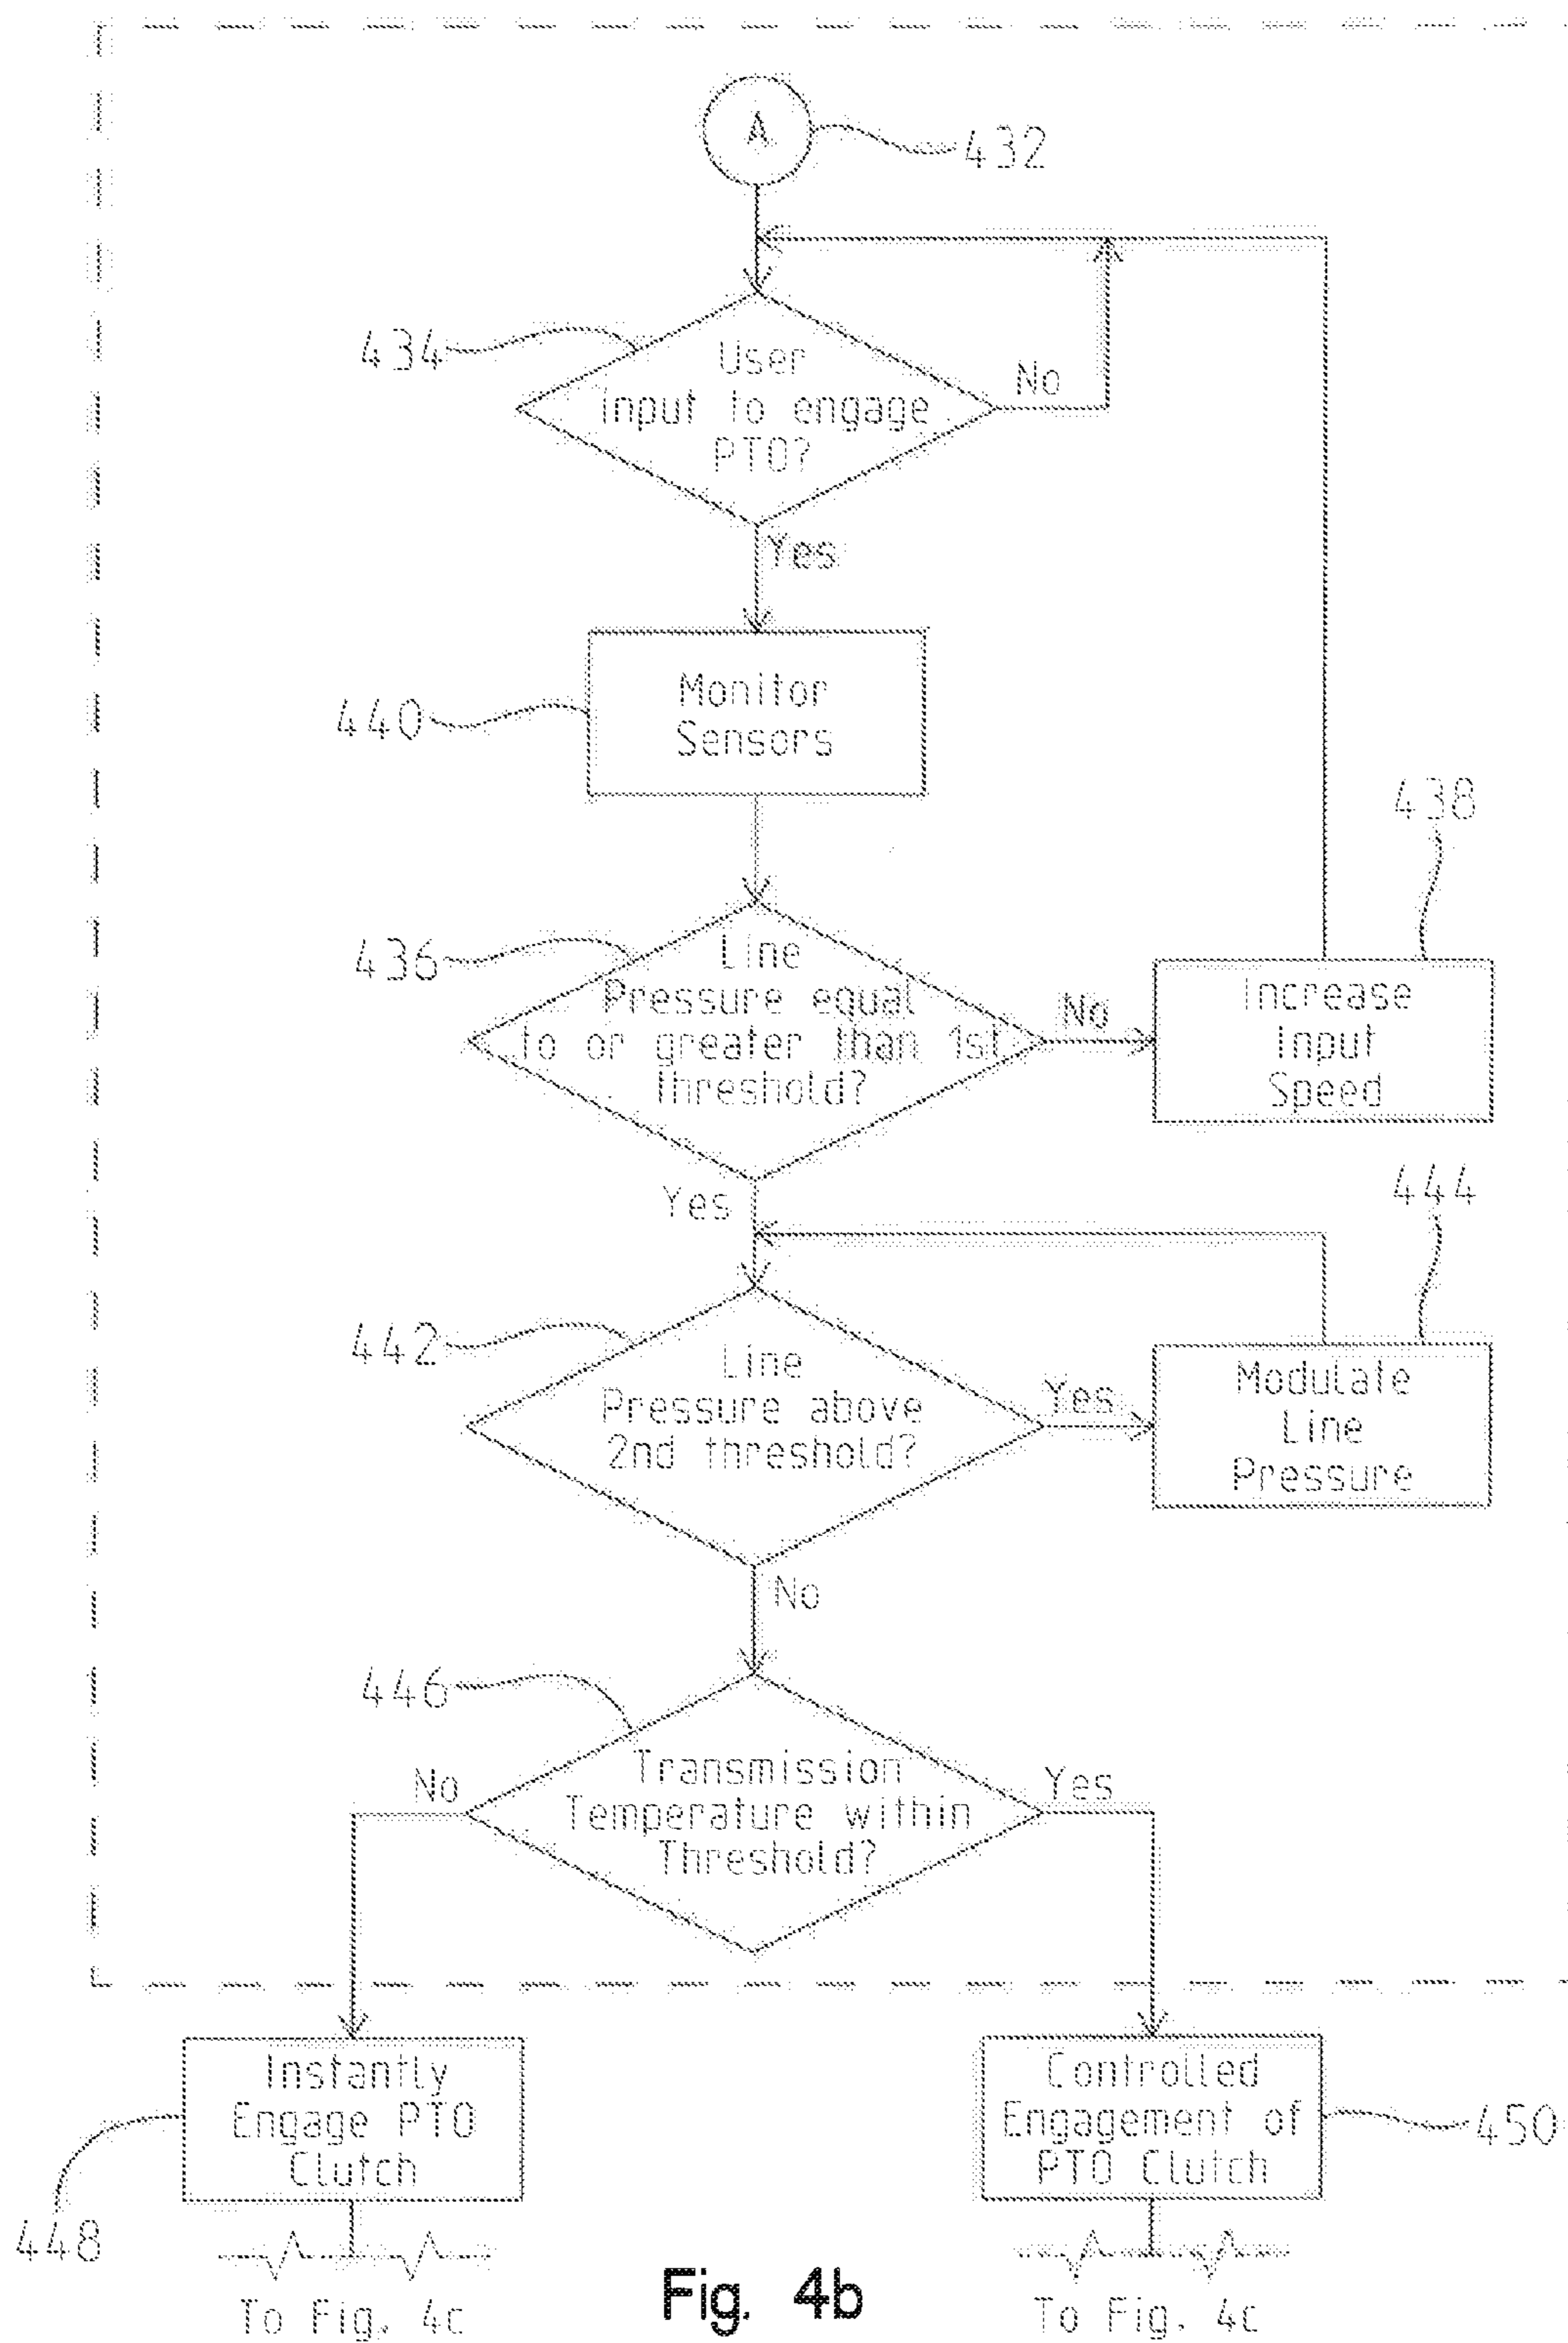 A
432
434
User
input to engage
PTO?
No
Yes
440
Monitor
Sensors
438
436
Line
Pressure equal
to or greater than 1st
threshold?
No
Increase
Input
Speed
Yes
444
442
Line
Pressure above
2nd threshold?
Yes
Modulate
Line
Pressure
No
446
Transmission
Temperature within
Threshold?
No
Yes
Instantly
Engage PTO
Clutch
448
Controlled
Engagement of
PTO Clutch
450
To Fig. 4c
Fig. 4b
To Fig. 4c